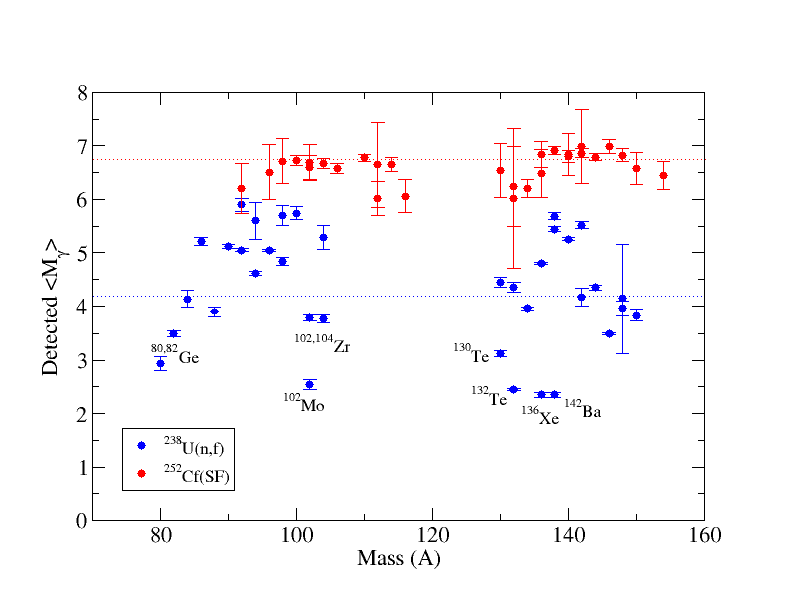 8
7
6
5
4
3
2
1
0
80
100
120
140
160
Detected <Mγ>
Mass (A)
80,82Ge
102,104Zr
102Mo
130Te
132Te
136Xe
142Ba
238U(n,f)
252Cf(SF)